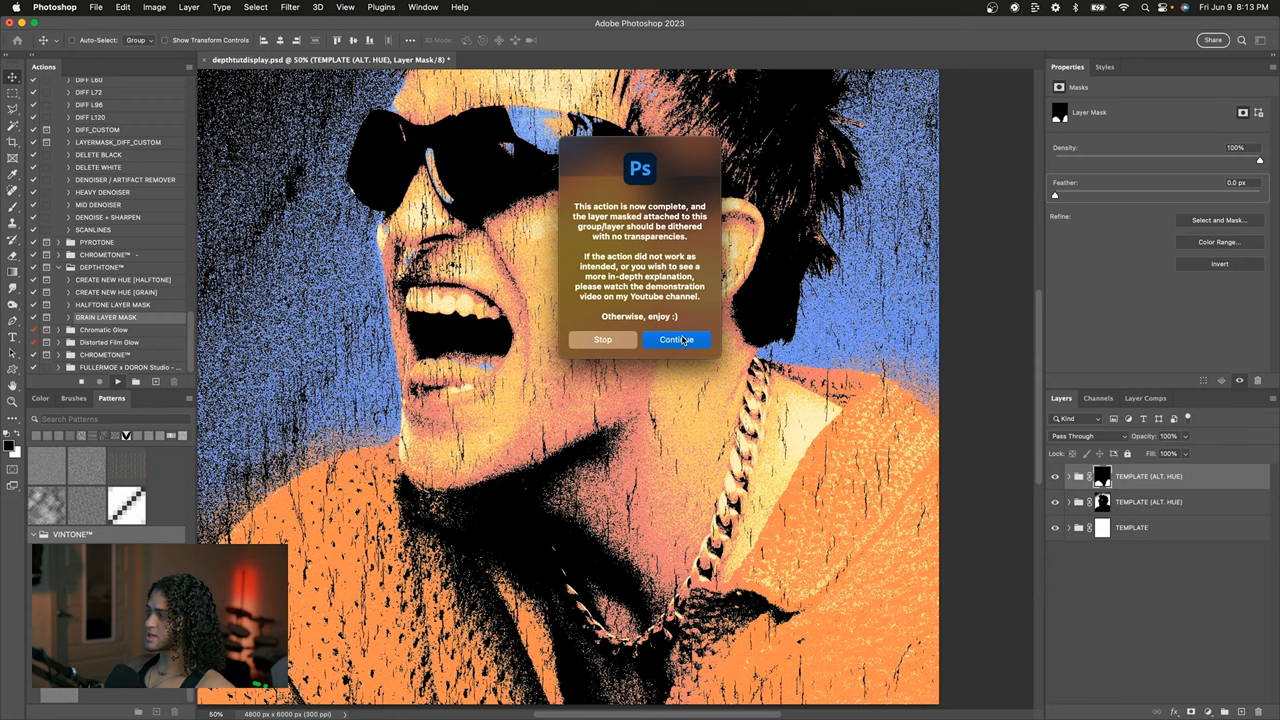 Photoshop File Edit Image Layer Type Select Filter 3D View Plugins Window Help
Fri Jun 9 8:13 PM
Adobe Photoshop 2023
Auto-Select: Group Show Transform Controls
3D Mode:
Share
× depthtutdisplay.psd @ 50% (TEMPLATE (ALT. HUE), Layer Mask/8) *
Actions
DIFF L60
DIFF L72
DIFF L96
DIFF L120
DIFF_CUSTOM
LAYERMASK_DIFF_CUSTOM
DELETE BLACK
DELETE WHITE
DENOISER / ARTIFACT REMOVER
HEAVY DENOISER
MID DENOISER
DENOISE + SHARPEN
SCANLINES
PYROTONE
CHROMETONE™ -
DEPTHTONE™
CREATE NEW HUE [HALFTONE]
CREATE NEW HUE [GRAIN]
HALFTONE LAYER MASK
GRAIN LAYER MASK
Chromatic Glow
Distorted Film Glow
CHROMETONE™
FULLERMOE x DORON Studio - ...
Color Brushes Patterns
Search Patterns
VINTONE™
Ps
This action is now complete, and
the layer masked attached to this
group/layer should be dithered
with no transparencies.
If the action did not work as
intended, or you wish to see a
more in-depth explanation,
please watch the demonstration
video on my Youtube channel.
Otherwise, enjoy :)
Stop Continue
Properties Styles
Masks
Layer Mask
Density: 100%
Feather: 0.0 px
Refine: Select and Mask...
Color Range...
Invert
Layers Channels Layer Comps
Kind
Pass Through Opacity: 100%
Lock: Fill: 100%
TEMPLATE (ALT. HUE)
TEMPLATE (ALT. HUE)
TEMPLATE
50% 4800 px x 6000 px (300 ppi)